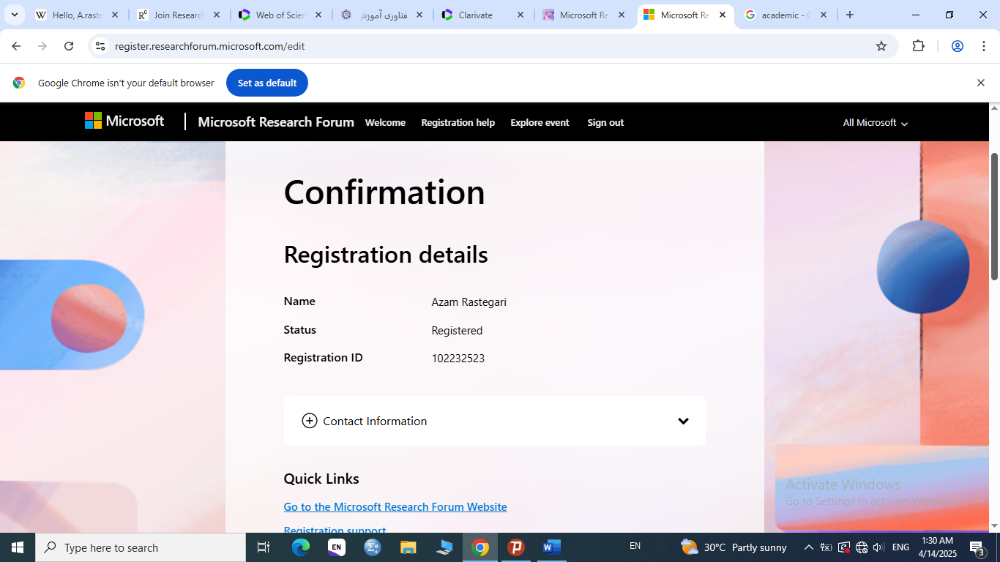 Hello, A.raste
Join Research
Web of Scien
فناوری آموزش
Clarivate
Microsoft Re
Microsoft Re
academic - G
register.researchforum.microsoft.com/edit
Google Chrome isn't your default browser
Set as default
Microsoft
Microsoft Research Forum
Welcome
Registration help
Explore event
Sign out
All Microsoft
Confirmation
Registration details
Name Azam Rastegari
Status Registered
Registration ID 102232523
Contact Information
Quick Links
Go to the Microsoft Research Forum Website
Registration support
Activate Windows
Go to Settings to activate Windows.
Type here to search
EN
EN
30°C Partly sunny
ENG
1:30 AM
4/14/2025
3